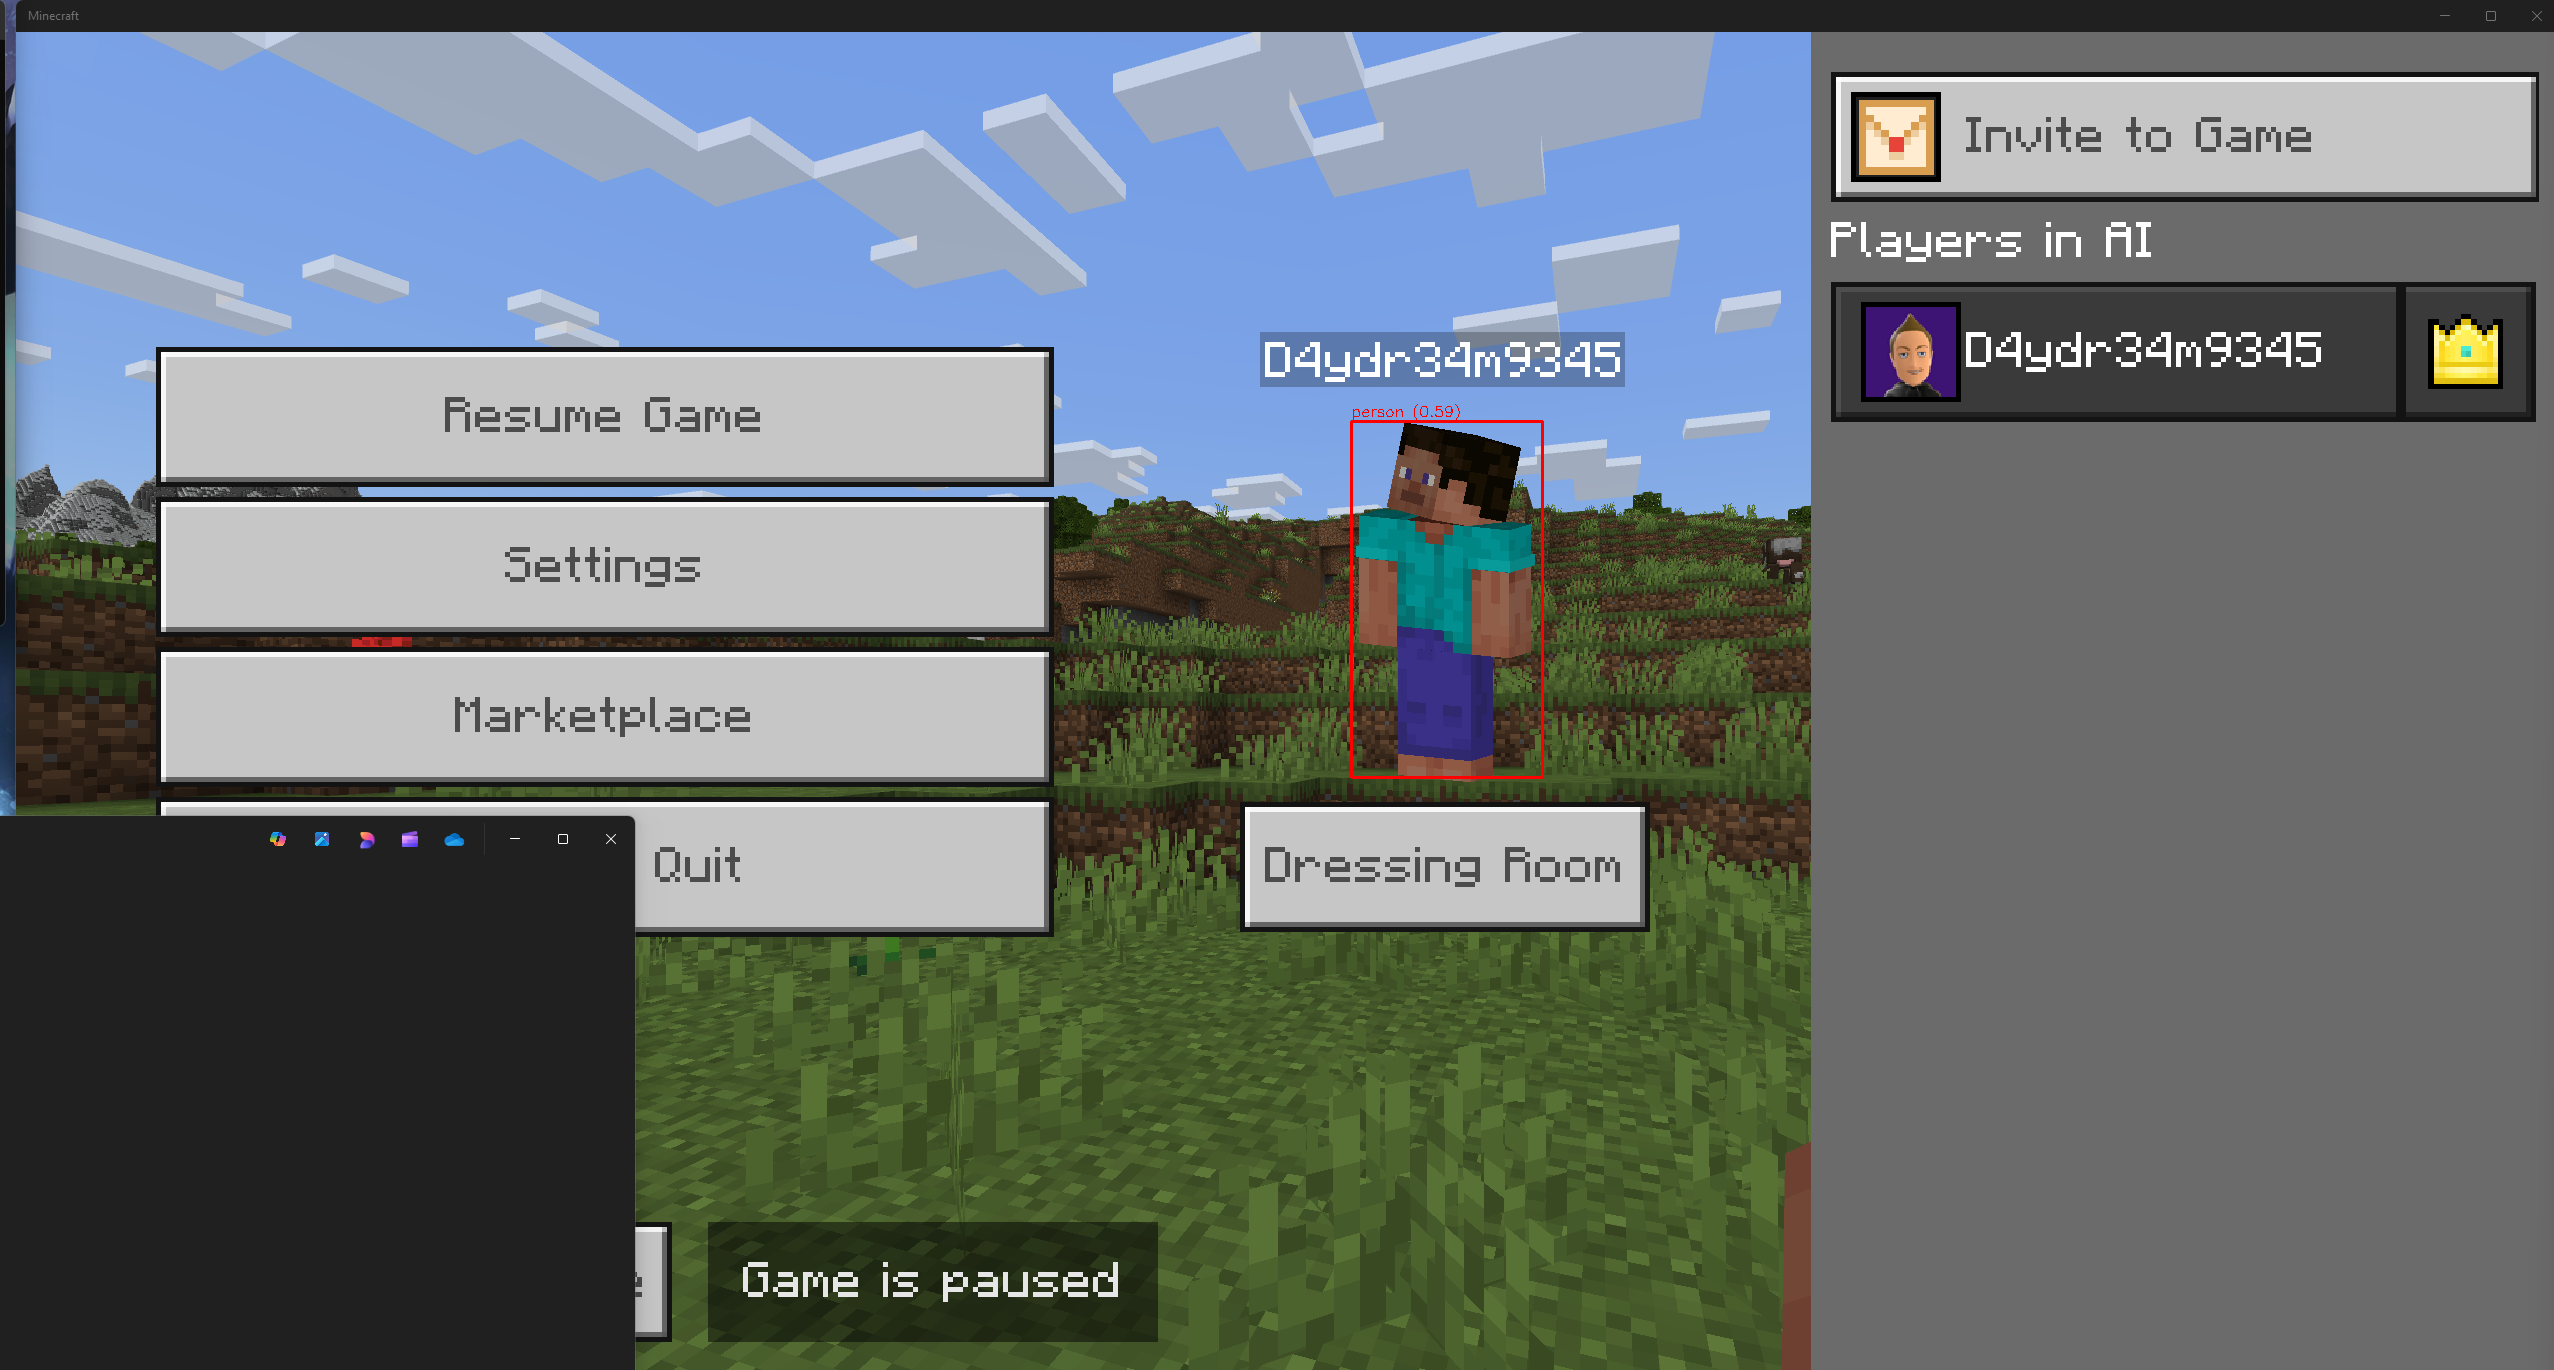 Minecraft
Invite to Game
Players in AI
D4ydr34m9345
D4ydr34m9345
person (0.59)
Resume Game
Settings
Marketplace
Quit
Dressing Room
Game is paused